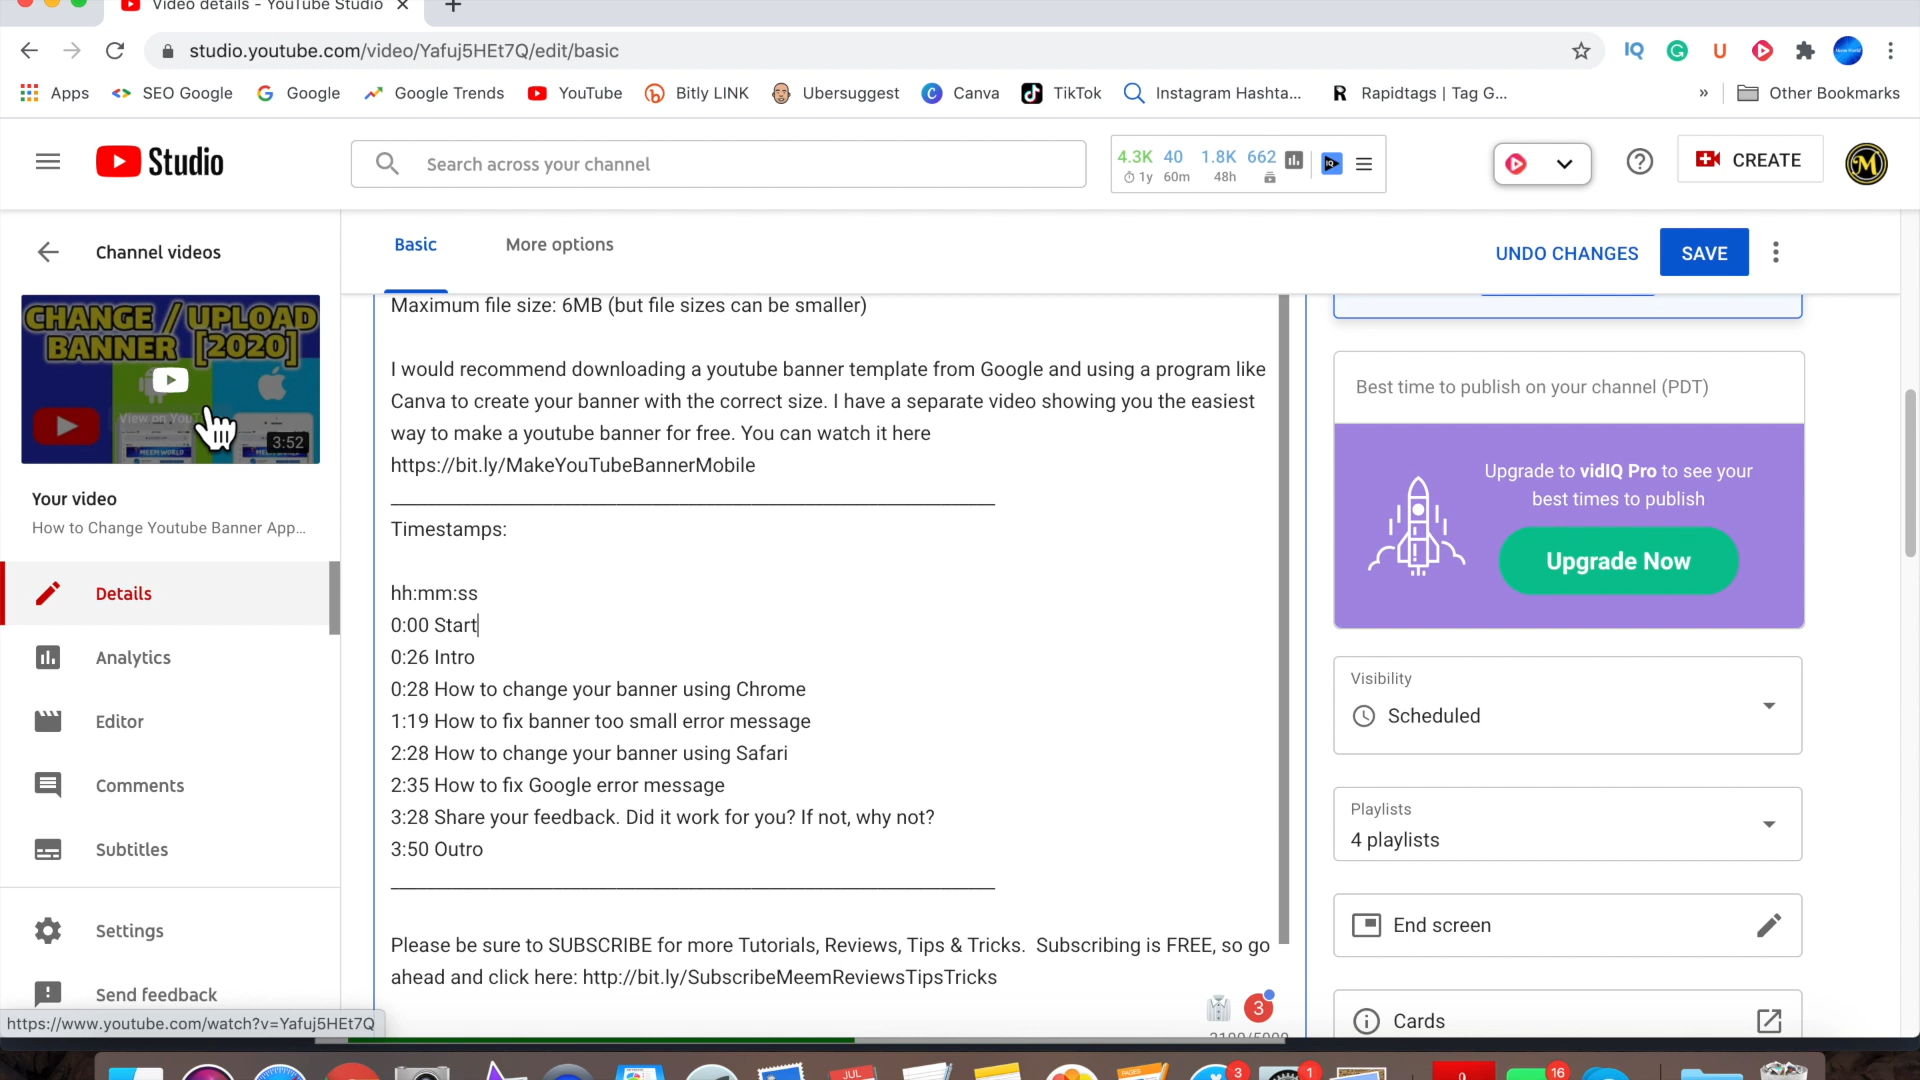 Video details - YouTube Studio
studio.youtube.com/video/Yafuj5HEt7Q/edit/basic
Apps SEO Google Google Google Trends YouTube Bitly LINK Ubersuggest Canva TikTok Instagram Hashta... Rapidtags | Tag G... » Other Bookmarks
Studio
Search across your channel
4.3K 40 1.8K 662
1y 60m 48h
CREATE
Channel videos
Basic
More options
UNDO CHANGES
SAVE
CHANGE / UPLOAD
BANNER [2020]
3:52
Your video
How to Change Youtube Banner App...
Details
Analytics
Editor
Comments
Subtitles
Settings
Send feedback
https://www.youtube.com/watch?v=Yafuj5HEt7Q
Maximum file size: 6MB (but file sizes can be smaller)
I would recommend downloading a youtube banner template from Google and using a program like
Canva to create your banner with the correct size. I have a separate video showing you the easiest
way to make a youtube banner for free. You can watch it here
https://bit.ly/MakeYouTubeBannerMobile
Timestamps:
hh:mm:ss
0:00 Start
0:26 Intro
0:28 How to change your banner using Chrome
1:19 How to fix banner too small error message
2:28 How to change your banner using Safari
2:35 How to fix Google error message
3:28 Share your feedback. Did it work for you? If not, why not?
3:50 Outro
Please be sure to SUBSCRIBE for more Tutorials, Reviews, Tips & Tricks.  Subscribing is FREE, so go
ahead and click here: http://bit.ly/SubscribeMeemReviewsTipsTricks
3
Best time to publish on your channel (PDT)
Upgrade to vidIQ Pro to see your
best times to publish
Upgrade Now
Visibility
Scheduled
Playlists
4 playlists
End screen
Cards
JUL
PAGES
3
1
16